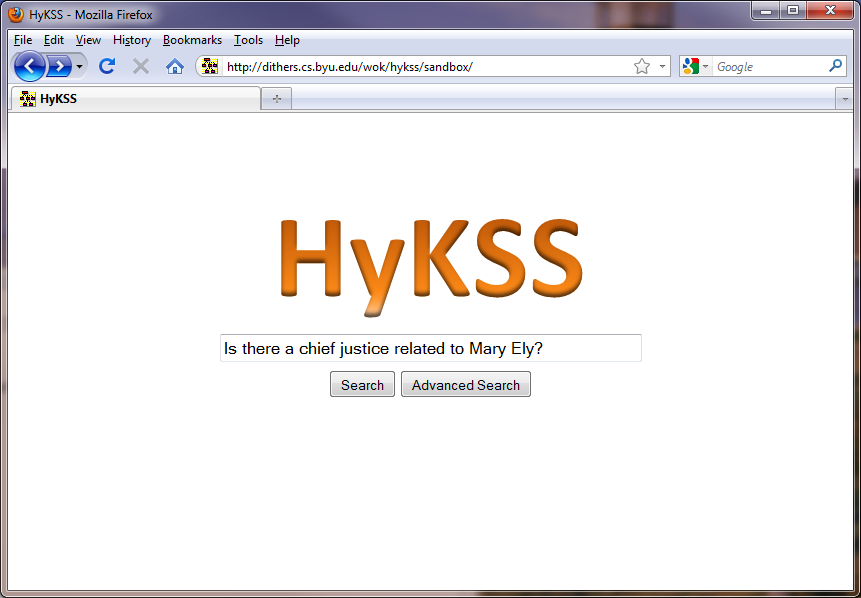 HyKSS - Mozilla Firefox
File Edit View History Bookmarks Tools Help
http://dithers.cs.byu.edu/wok/hykss/sandbox/ Google
HyKSS
HyKSS
Is there a chief justice related to Mary Ely?
Search Advanced Search